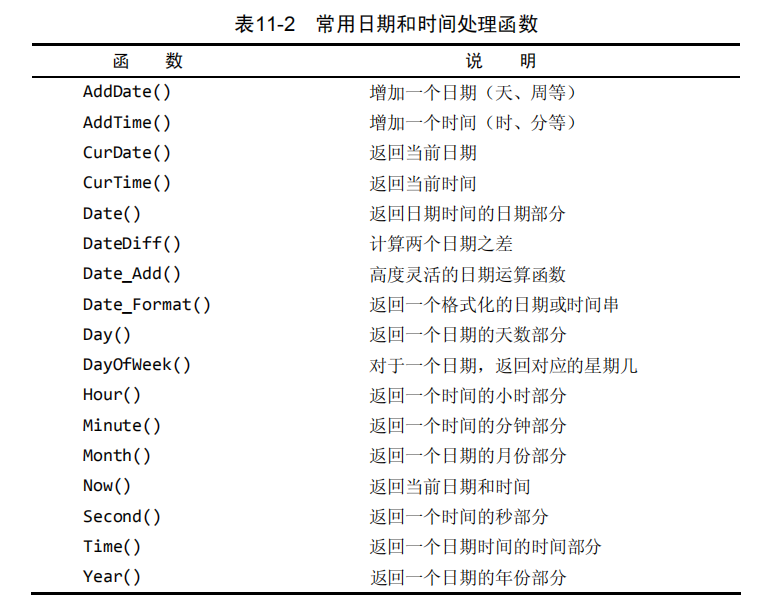 表11-2 常用日期和时间处理函数
函 数 说 明
AddDate() 增加一个日期（天、周等）
AddTime() 增加一个时间（时、分等）
CurDate() 返回当前日期
CurTime() 返回当前时间
Date() 返回日期时间的日期部分
DateDiff() 计算两个日期之差
Date_Add() 高度灵活的日期运算函数
Date_Format() 返回一个格式化的日期或时间串
Day() 返回一个日期的天数部分
DayOfWeek() 对于一个日期，返回对应的星期几
Hour() 返回一个时间的小时部分
Minute() 返回一个时间的分钟部分
Month() 返回一个日期的月份部分
Now() 返回当前日期和时间
Second() 返回一个时间的秒部分
Time() 返回一个日期时间的时间部分
Year() 返回一个日期的年份部分